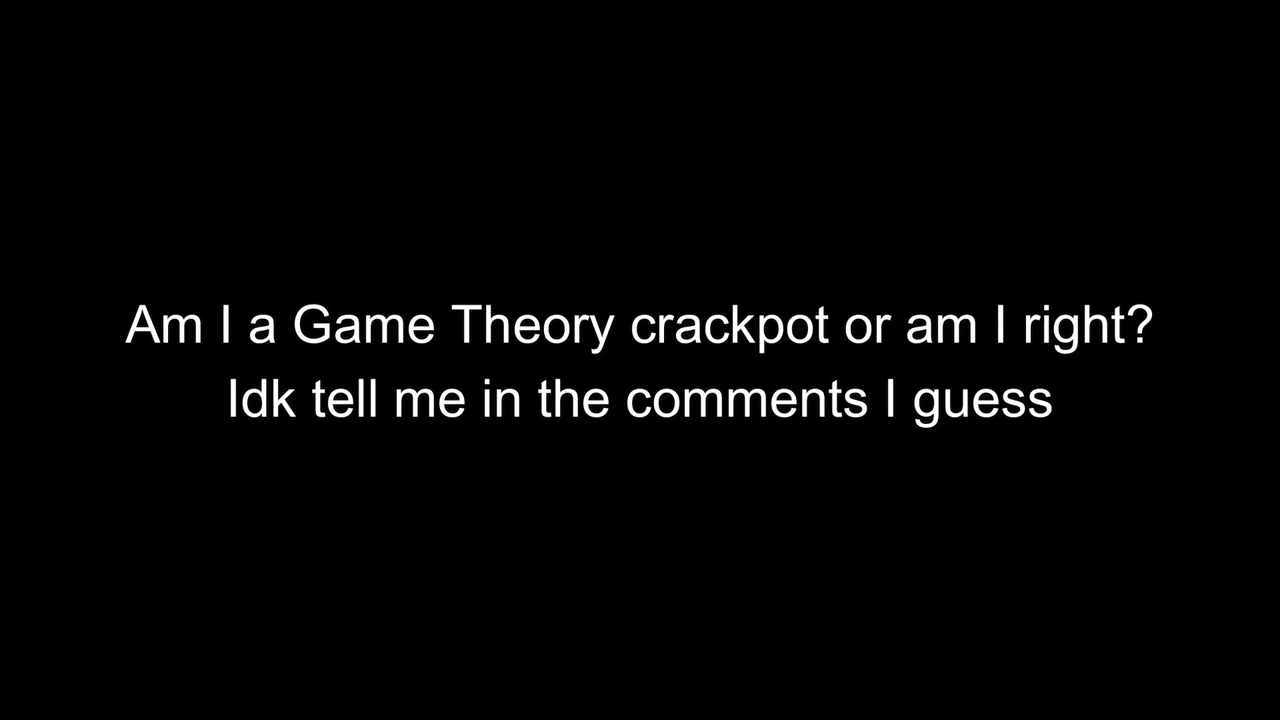 Am I a Game Theory crackpot or am I right?
Idk tell me in the comments I guess